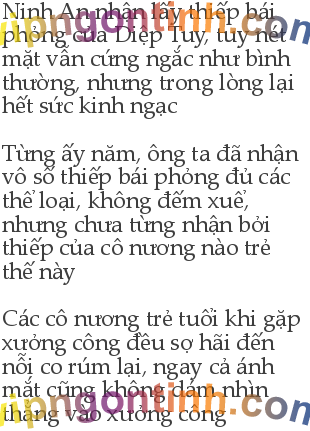 Ninh An nhận lấy thiếp bái
phỏng của Diệp Tuy, tuy nét
mặt vẫn cứng ngắc như bình
thường, nhưng trong lòng lại
hết sức kinh ngạc
Từng ấy năm, ông ta đã nhận
vô số thiếp bái phỏng đủ các
thể loại, không đếm xuể,
nhưng chưa từng nhận bởi
thiếp của cô nương nào trẻ
thế này
Các cô nương trẻ tuổi khi gặp
xưởng công đều sợ hãi đến
nỗi co rúm lại, ngay cả ánh
mắt cũng không dám nhìn
thẳng vào xưởng công
vipngontinh.com
vipngontinh.com